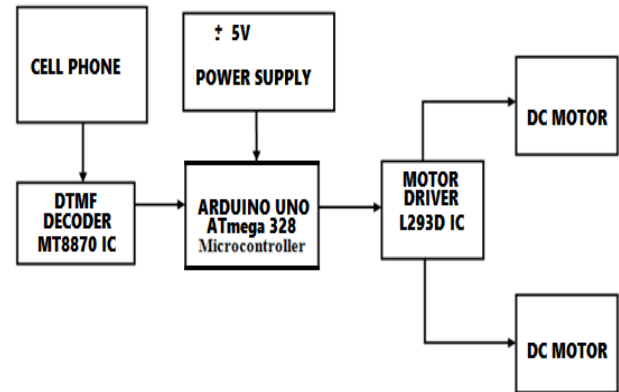 CELL PHONE
± 5V
POWER SUPPLY
DTMF
DECODER
MT8870 IC
ARDUINO UNO
ATmega 328
Microcontroller
MOTOR
DRIVER
L293D IC
DC MOTOR
DC MOTOR